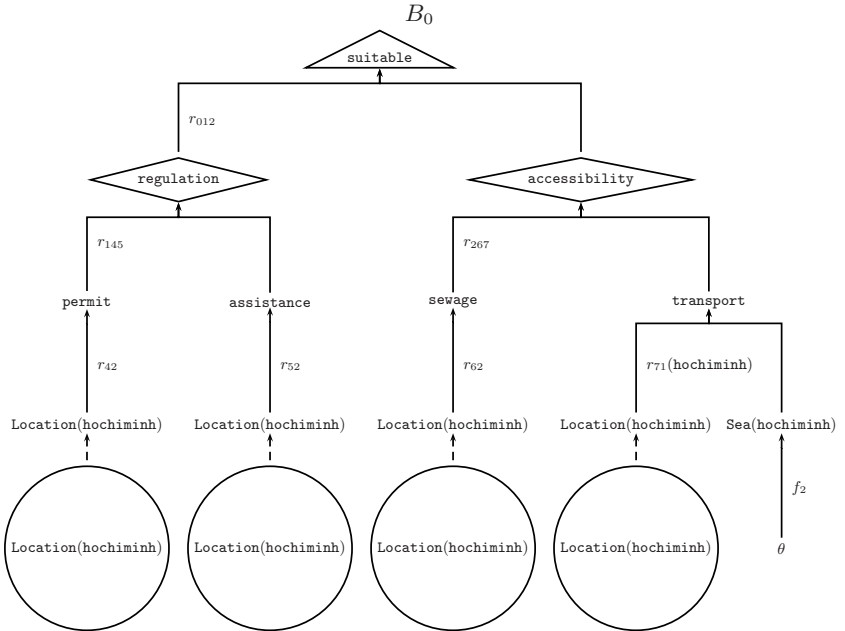 B₀
suitable
r₀₁₂
regulation accessibility
r₁₄₅ r₂₆₇
permit assistance sewage transport
r₄₂ r₅₂ r₆₂ r₇₁(hochiminh)
Location(hochiminh) Location(hochiminh) Location(hochiminh) Location(hochiminh) Sea(hochiminh)
f₂
Location(hochiminh) Location(hochiminh) Location(hochiminh) Location(hochiminh) θ